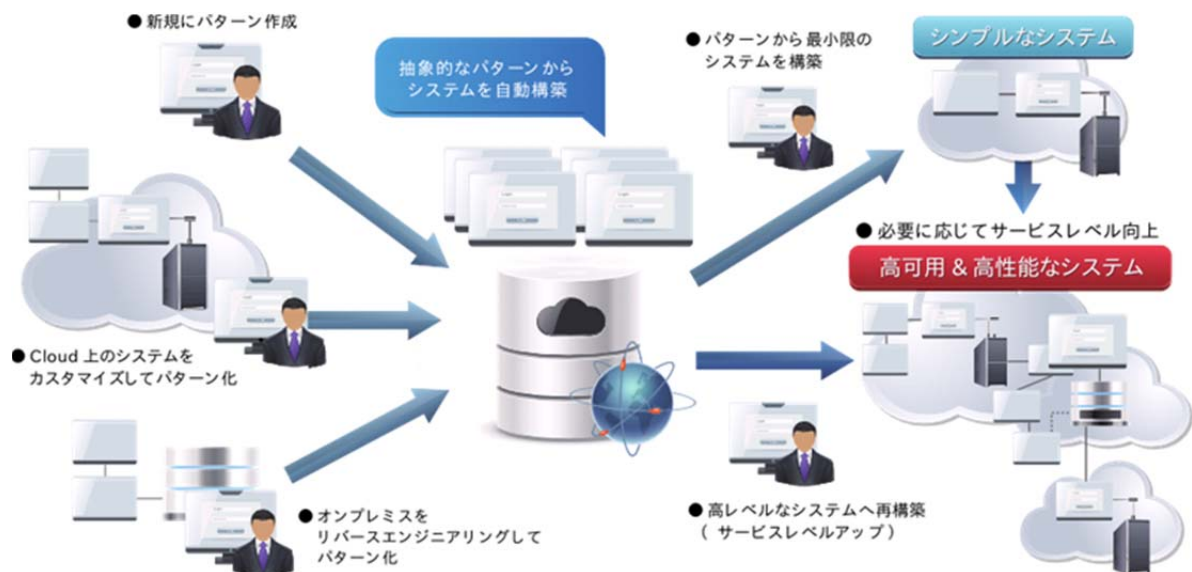 ● 新規にパターン作成
抽象的なパターンから
システムを自動構築
● パターンから最小限の
システムを構築
シンプルなシステム
● 必要に応じてサービスレベル向上
高可用 & 高性能なシステム
● Cloud 上のシステムを
カスタマイズしてパターン化
● オンプレミスを
リバースエンジニアリングして
パターン化
● 高レベルなシステムへ再構築
( サービスレベルアップ )